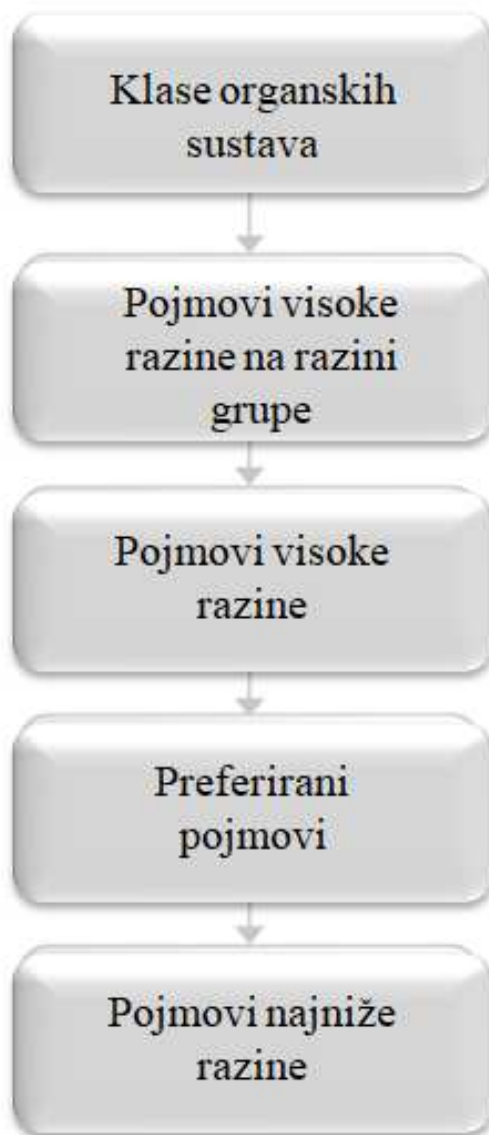 Klase organskih
sustava
Pojmovi visoke
razine na razini
grupe
Pojmovi visoke
razine
Preferirani
pojmovi
Pojmovi najniže
razine